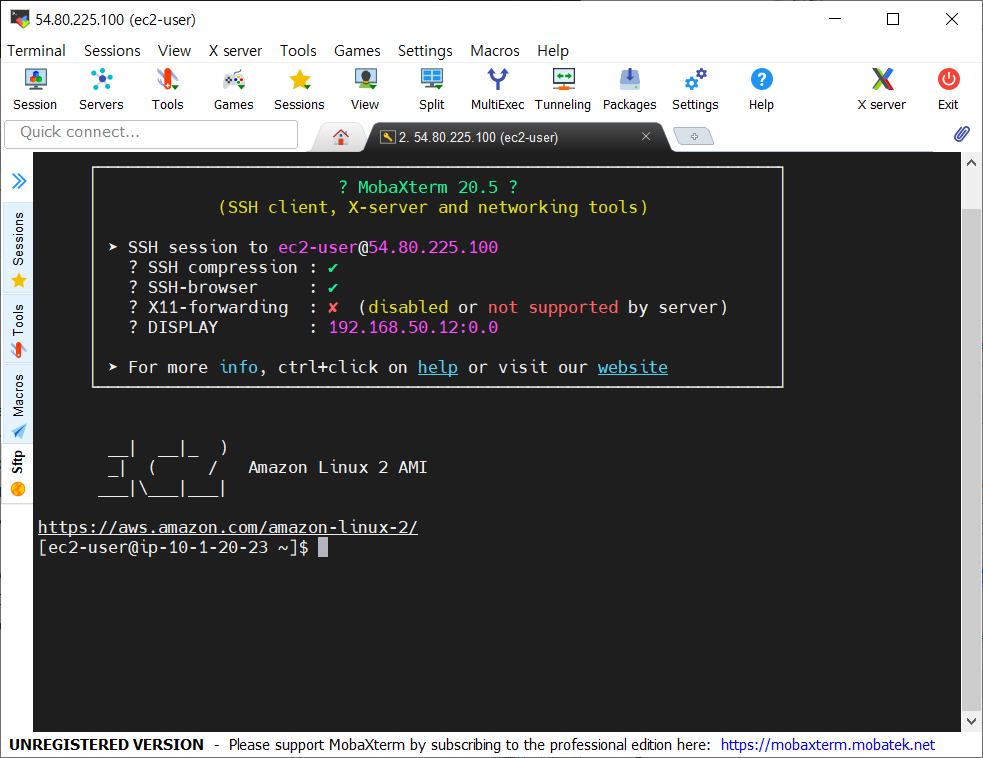 54.80.225.100 (ec2-user)
Terminal Sessions View X server Tools Games Settings Macros Help
Session Servers Tools Games Sessions View Split MultiExec Tunneling Packages Settings Help X server Exit
Quick connect...
2. 54.80.225.100 (ec2-user)
Sessions
Tools
Macros
Sftp
? MobaXterm 20.5 ?
(SSH client, X-server and networking tools)
➤ SSH session to ec2-user@54.80.225.100
? SSH compression : ✔
? SSH-browser     : ✔
? X11-forwarding  : ✘  (disabled or not supported by server)
? DISPLAY         : 192.168.50.12:0.0
➤ For more info, ctrl+click on help or visit our website
       __|  __|_  )
       _|  (     /   Amazon Linux 2 AMI
      ___|\___|___|
https://aws.amazon.com/amazon-linux-2/
[ec2-user@ip-10-1-20-23 ~]$
UNREGISTERED VERSION - Please support MobaXterm by subscribing to the professional edition here: https://mobaxterm.mobatek.net